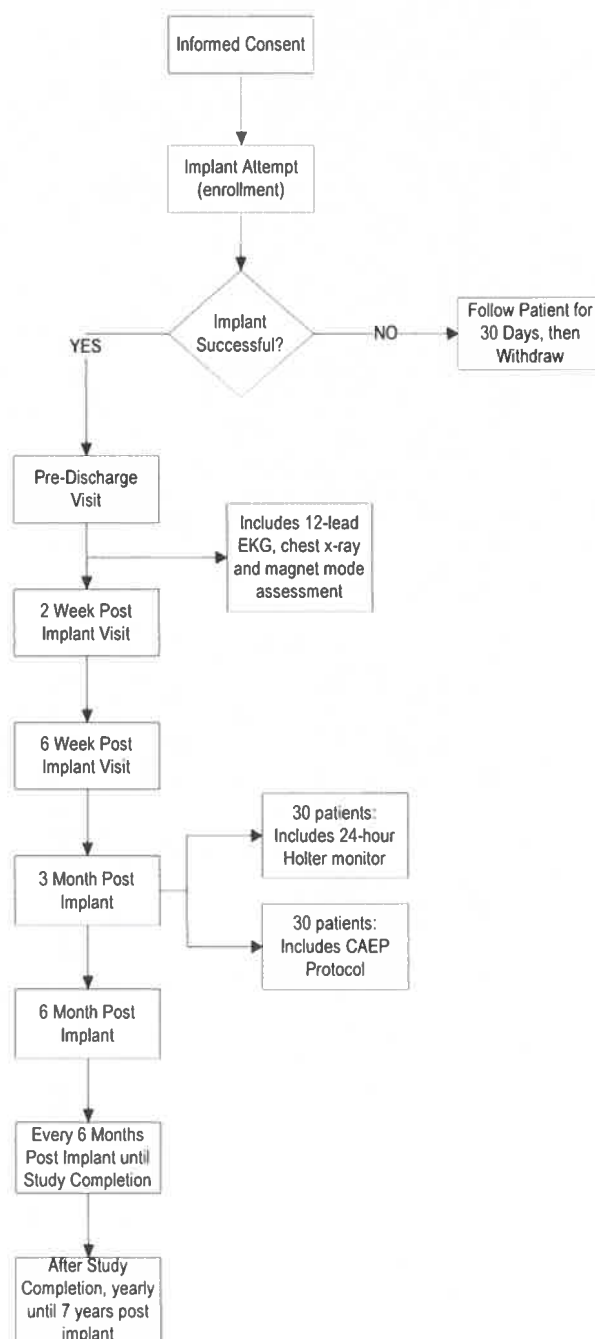 Informed Consent
Implant Attempt
(enrollment)
Implant
Successful?
YES
NO
Follow Patient for
30 Days, then
Withdraw
Pre-Discharge
Visit
Includes 12-lead
EKG, chest x-ray
and magnet mode
assessment
2 Week Post
Implant Visit
6 Week Post
Implant Visit
3 Month Post
Implant
30 patients:
Includes 24-hour
Holter monitor
30 patients:
Includes CAEP
Protocol
6 Month Post
Implant
Every 6 Months
Post Implant until
Study Completion
After Study
Completion, yearly
until 7 years post
implant